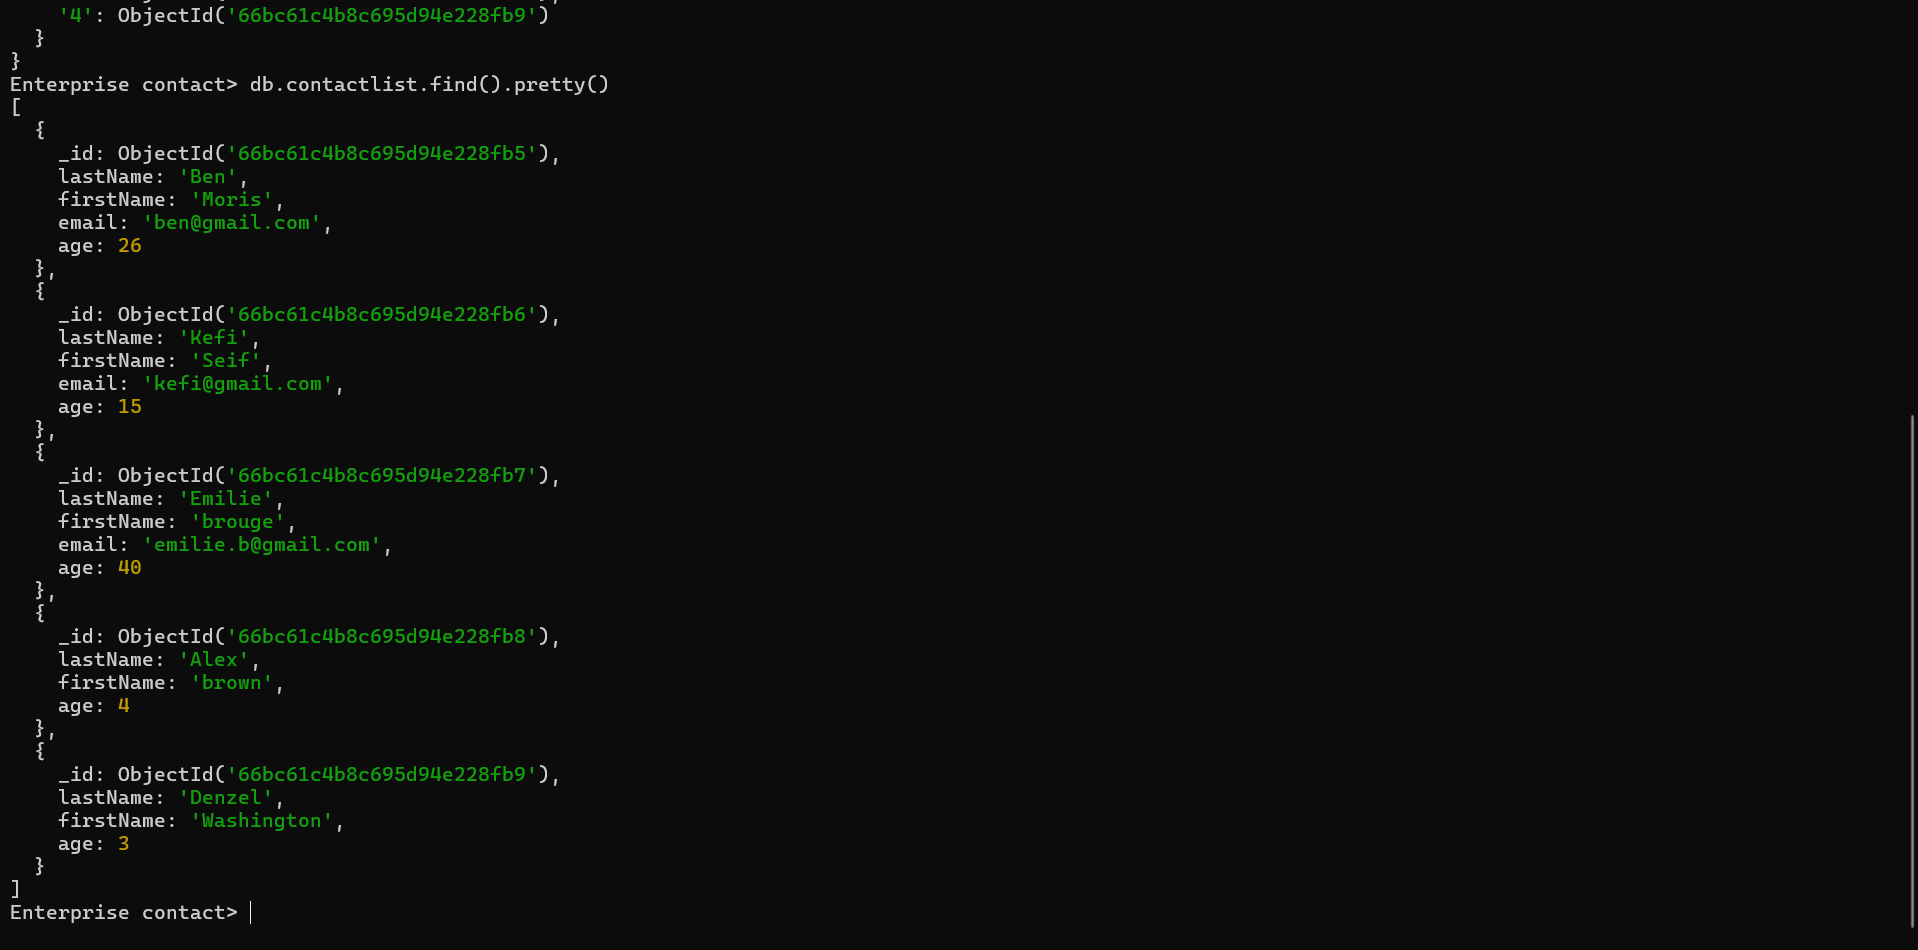 '4': ObjectId('66bc61c4b8c695d94e228fb9')
  }
}
Enterprise contact> db.contactlist.find().pretty()
[
  {
    _id: ObjectId('66bc61c4b8c695d94e228fb5'),
    lastName: 'Ben',
    firstName: 'Moris',
    email: 'ben@gmail.com',
    age: 26
  },
  {
    _id: ObjectId('66bc61c4b8c695d94e228fb6'),
    lastName: 'Kefi',
    firstName: 'Seif',
    email: 'kefi@gmail.com',
    age: 15
  },
  {
    _id: ObjectId('66bc61c4b8c695d94e228fb7'),
    lastName: 'Emilie',
    firstName: 'brouge',
    email: 'emilie.b@gmail.com',
    age: 40
  },
  {
    _id: ObjectId('66bc61c4b8c695d94e228fb8'),
    lastName: 'Alex',
    firstName: 'brown',
    age: 4
  },
  {
    _id: ObjectId('66bc61c4b8c695d94e228fb9'),
    lastName: 'Denzel',
    firstName: 'Washington',
    age: 3
  }
]
Enterprise contact>